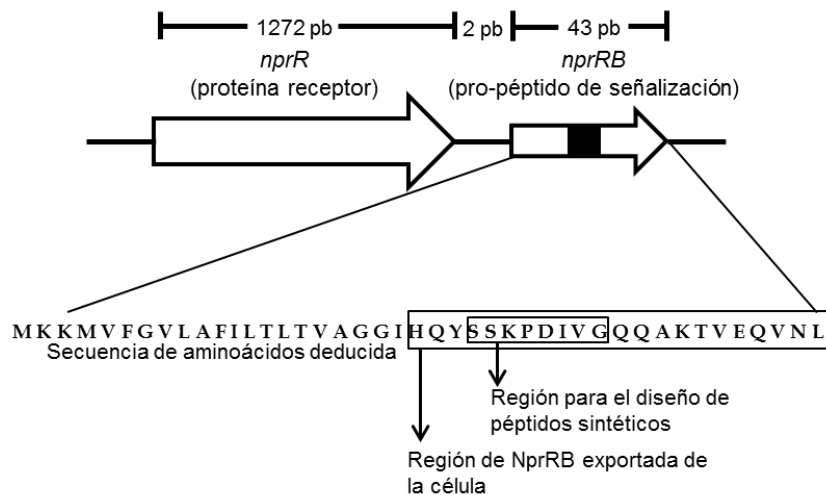 1272 pb 2 pb 43 pb
nprR nprRB
(proteína receptor) (pro-péptido de señalización)
M K K M V F G V L A F I L T L T V A G G I H Q Y S S K P D I V G Q Q A K T V E Q V N L
Secuencia de aminoácidos deducida
Región para el diseño de
péptidos sintéticos
Región de NprRB exportada de
la célula